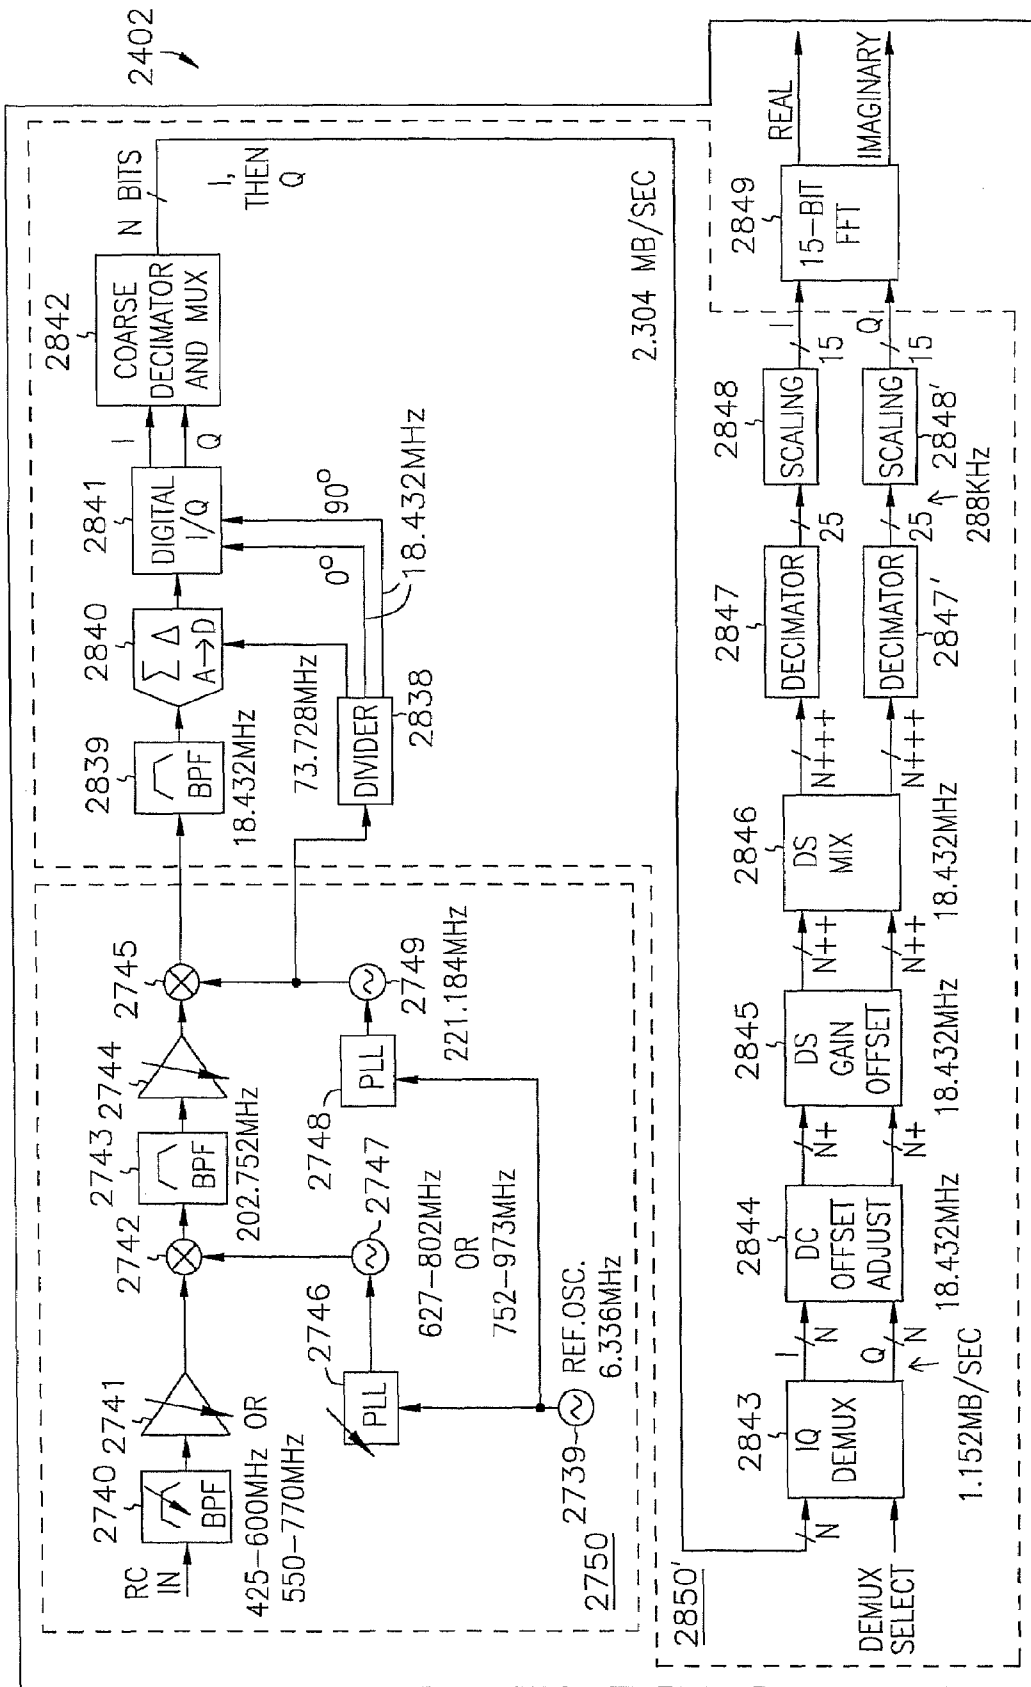 2402
2740
RC
IN
BPF
425-600MHz OR
550-770MHz
2741
2742
2743
BPF
202.752MHz
2744
2745
2746
PLL
2747
627-802MHz
OR
752-973MHz
2748
PLL
2749
221.184MHz
2739
REF.OSC.
6.336MHz
2750
2839
BPF
18.432MHz
2840
Σ Δ
A→D
73.728MHz
2841
DIGITAL
I/Q
0°
90°
DIVIDER
2838
18.432MHz
I
Q
2842
COARSE
DECIMATOR
AND MUX
N BITS
I,
THEN
Q
2.304 MB/SEC
2850'
DEMUX
SELECT
N
2843
IQ
DEMUX
1.152MB/SEC
I
N
Q
N
2844
DC
OFFSET
ADJUST
18.432MHz
N+
N+
2845
DS
GAIN
OFFSET
18.432MHz
N++
N++
2846
DS
MIX
18.432MHz
N+++
N+++
2847
DECIMATOR
DECIMATOR
2847'
25
25
288KHz
2848
SCALING
SCALING
2848'
I
15
Q
15
2849
15-BIT
FFT
REAL
IMAGINARY